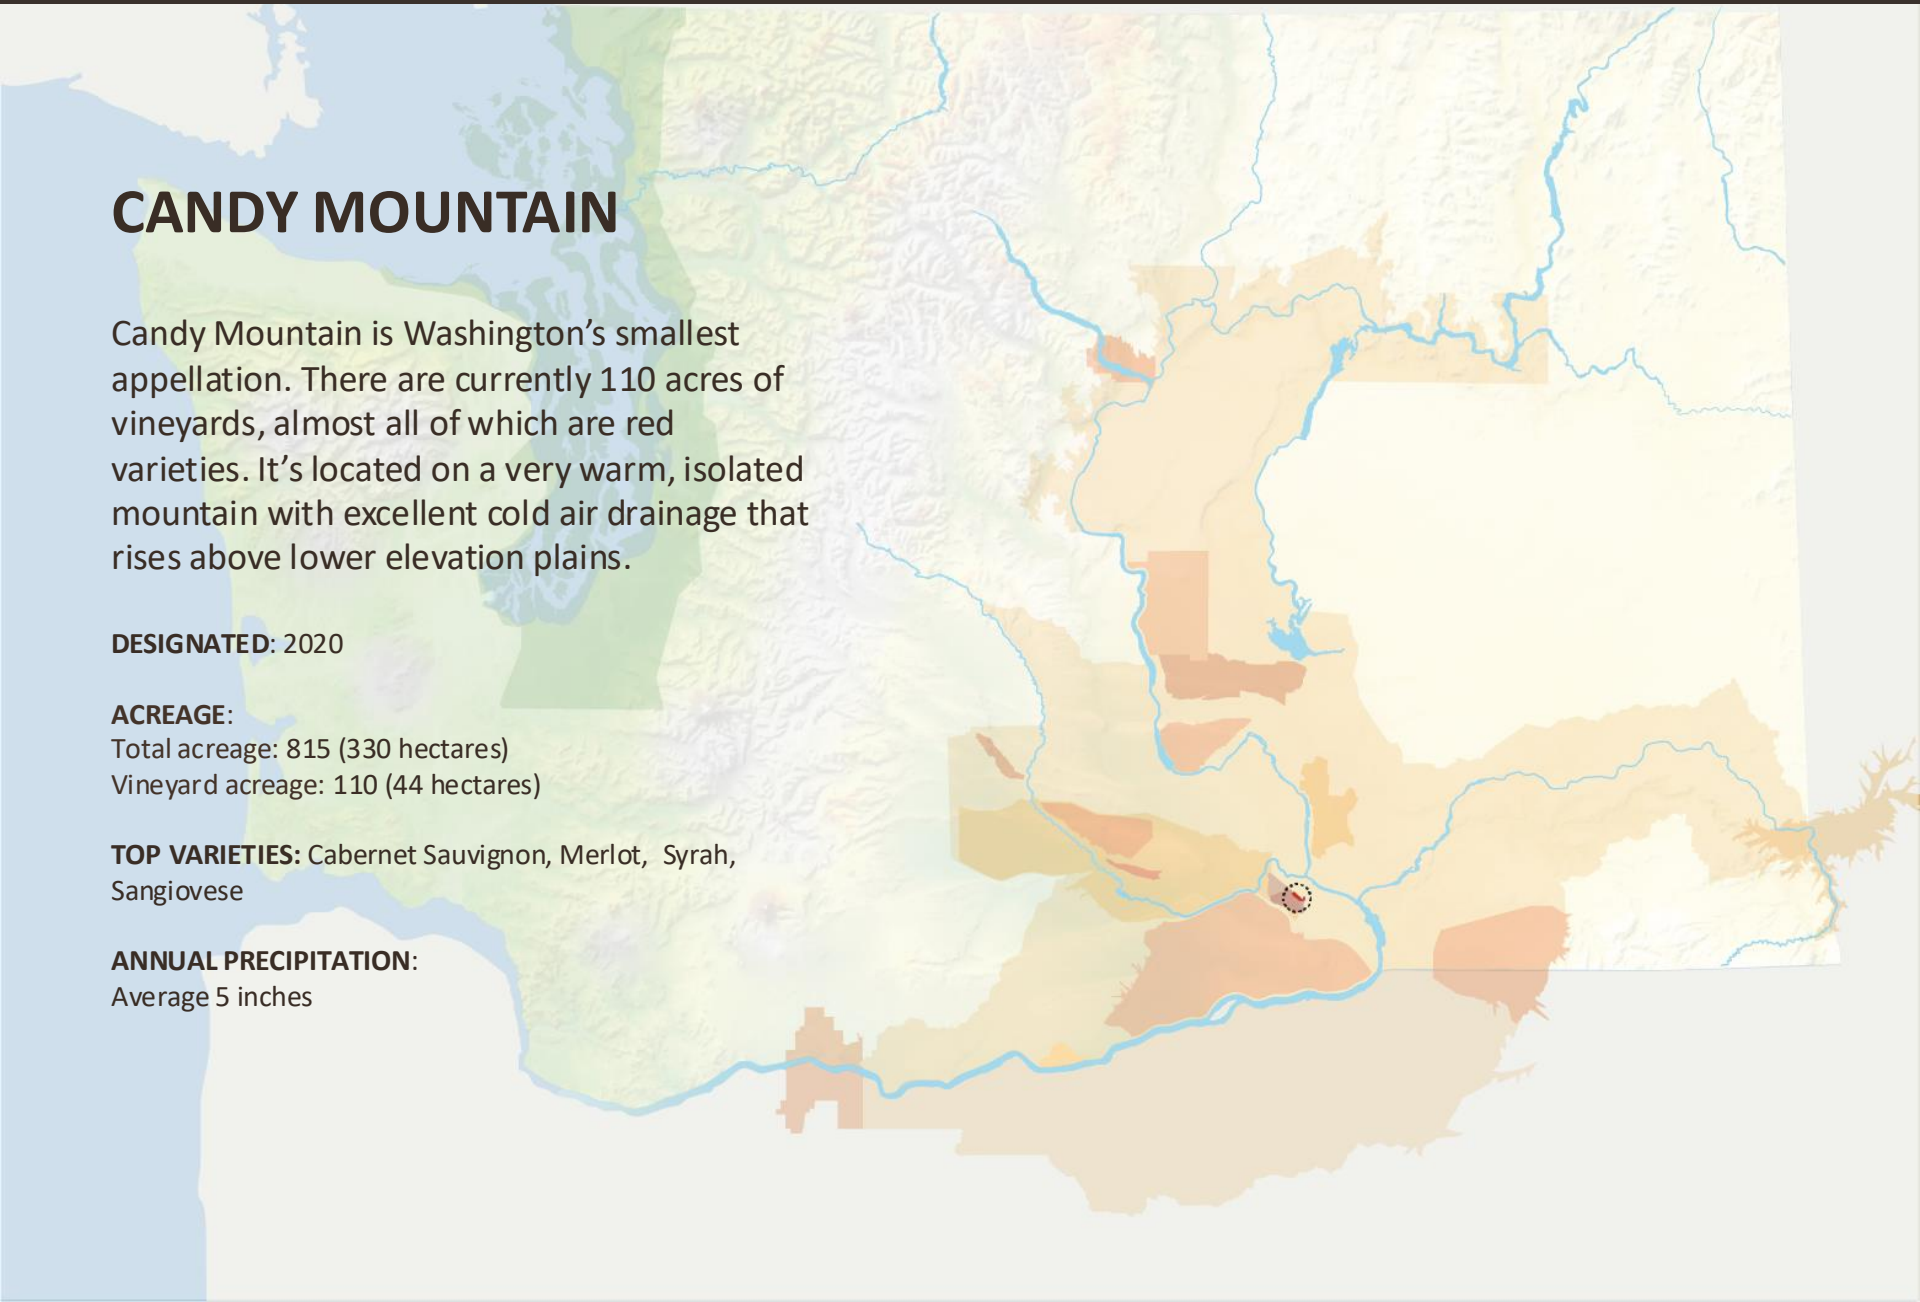 CANDY MOUNTAIN
Candy Mountain is Washington’s smallest
appellation. There are currently 110 acres of
vineyards, almost all of which are red
varieties. It’s located on a very warm, isolated
mountain with excellent cold air drainage that
rises above lower elevation plains.
DESIGNATED: 2020
ACREAGE:
Total acreage: 815 (330 hectares)
Vineyard acreage: 110 (44 hectares)
TOP VARIETIES: Cabernet Sauvignon, Merlot, Syrah,
Sangiovese
ANNUAL PRECIPITATION:
Average 5 inches